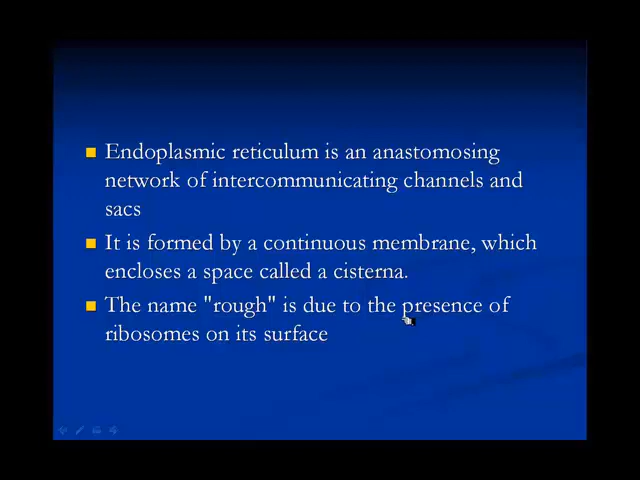 Endoplasmic reticulum is an anastomosing
network of intercommunicating channels and
sacs
It is formed by a continuous membrane, which
encloses a space called a cisterna.
The name "rough" is due to the presence of
ribosomes on its surface